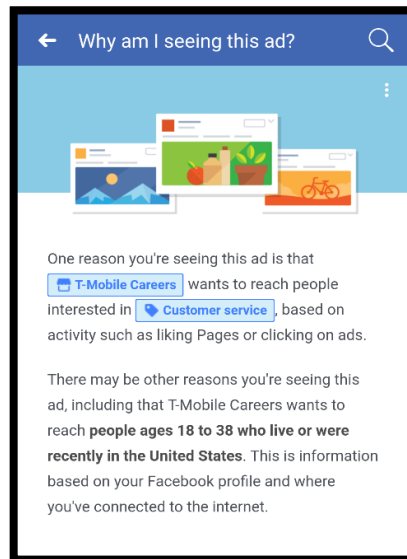 Why am I seeing this ad?
One reason you're seeing this ad is that
T-Mobile Careers wants to reach people
interested in Customer service, based on
activity such as liking Pages or clicking on ads.
There may be other reasons you're seeing this
ad, including that T-Mobile Careers wants to
reach people ages 18 to 38 who live or were
recently in the United States. This is information
based on your Facebook profile and where
you've connected to the internet.